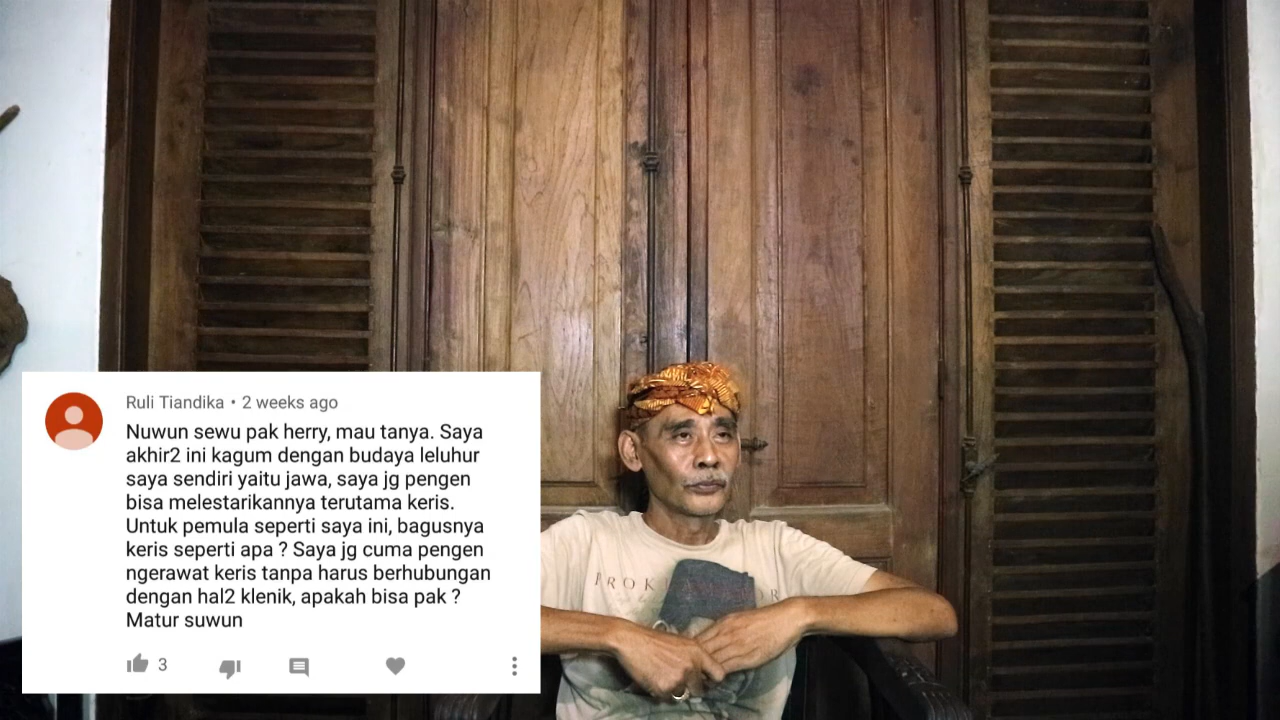 Ruli Tiandika • 2 weeks ago
Nuwun sewu pak herry, mau tanya. Saya
akhir2 ini kagum dengan budaya leluhur
saya sendiri yaitu jawa, saya jg pengen
bisa melestarikannya terutama keris.
Untuk pemula seperti saya ini, bagusnya
keris seperti apa ? Saya jg cuma pengen
ngerawat keris tanpa harus berhubungan
dengan hal2 klenik, apakah bisa pak ?
Matur suwun
3